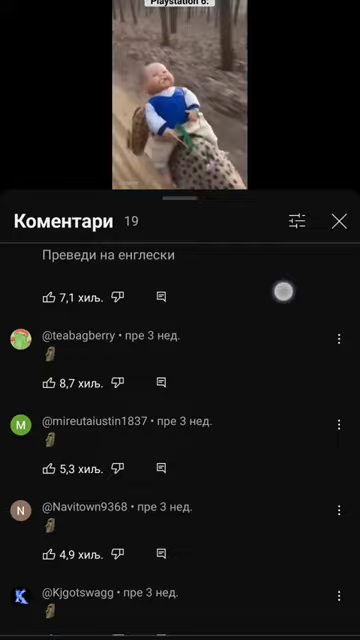 Playstation 6:
Коментари 19
Преведи на енглески
7,1 хиљ.
@teabagberry • пре 3 нед.
🗿
8,7 хиљ.
M
@mireutaiustin1837 • пре 3 нед.
🗿
5,3 хиљ.
N
@Navitown9368 • пре 3 нед.
🗿
4,9 хиљ.
K
@Kjgotswagg • пре 3 нед.
🗿